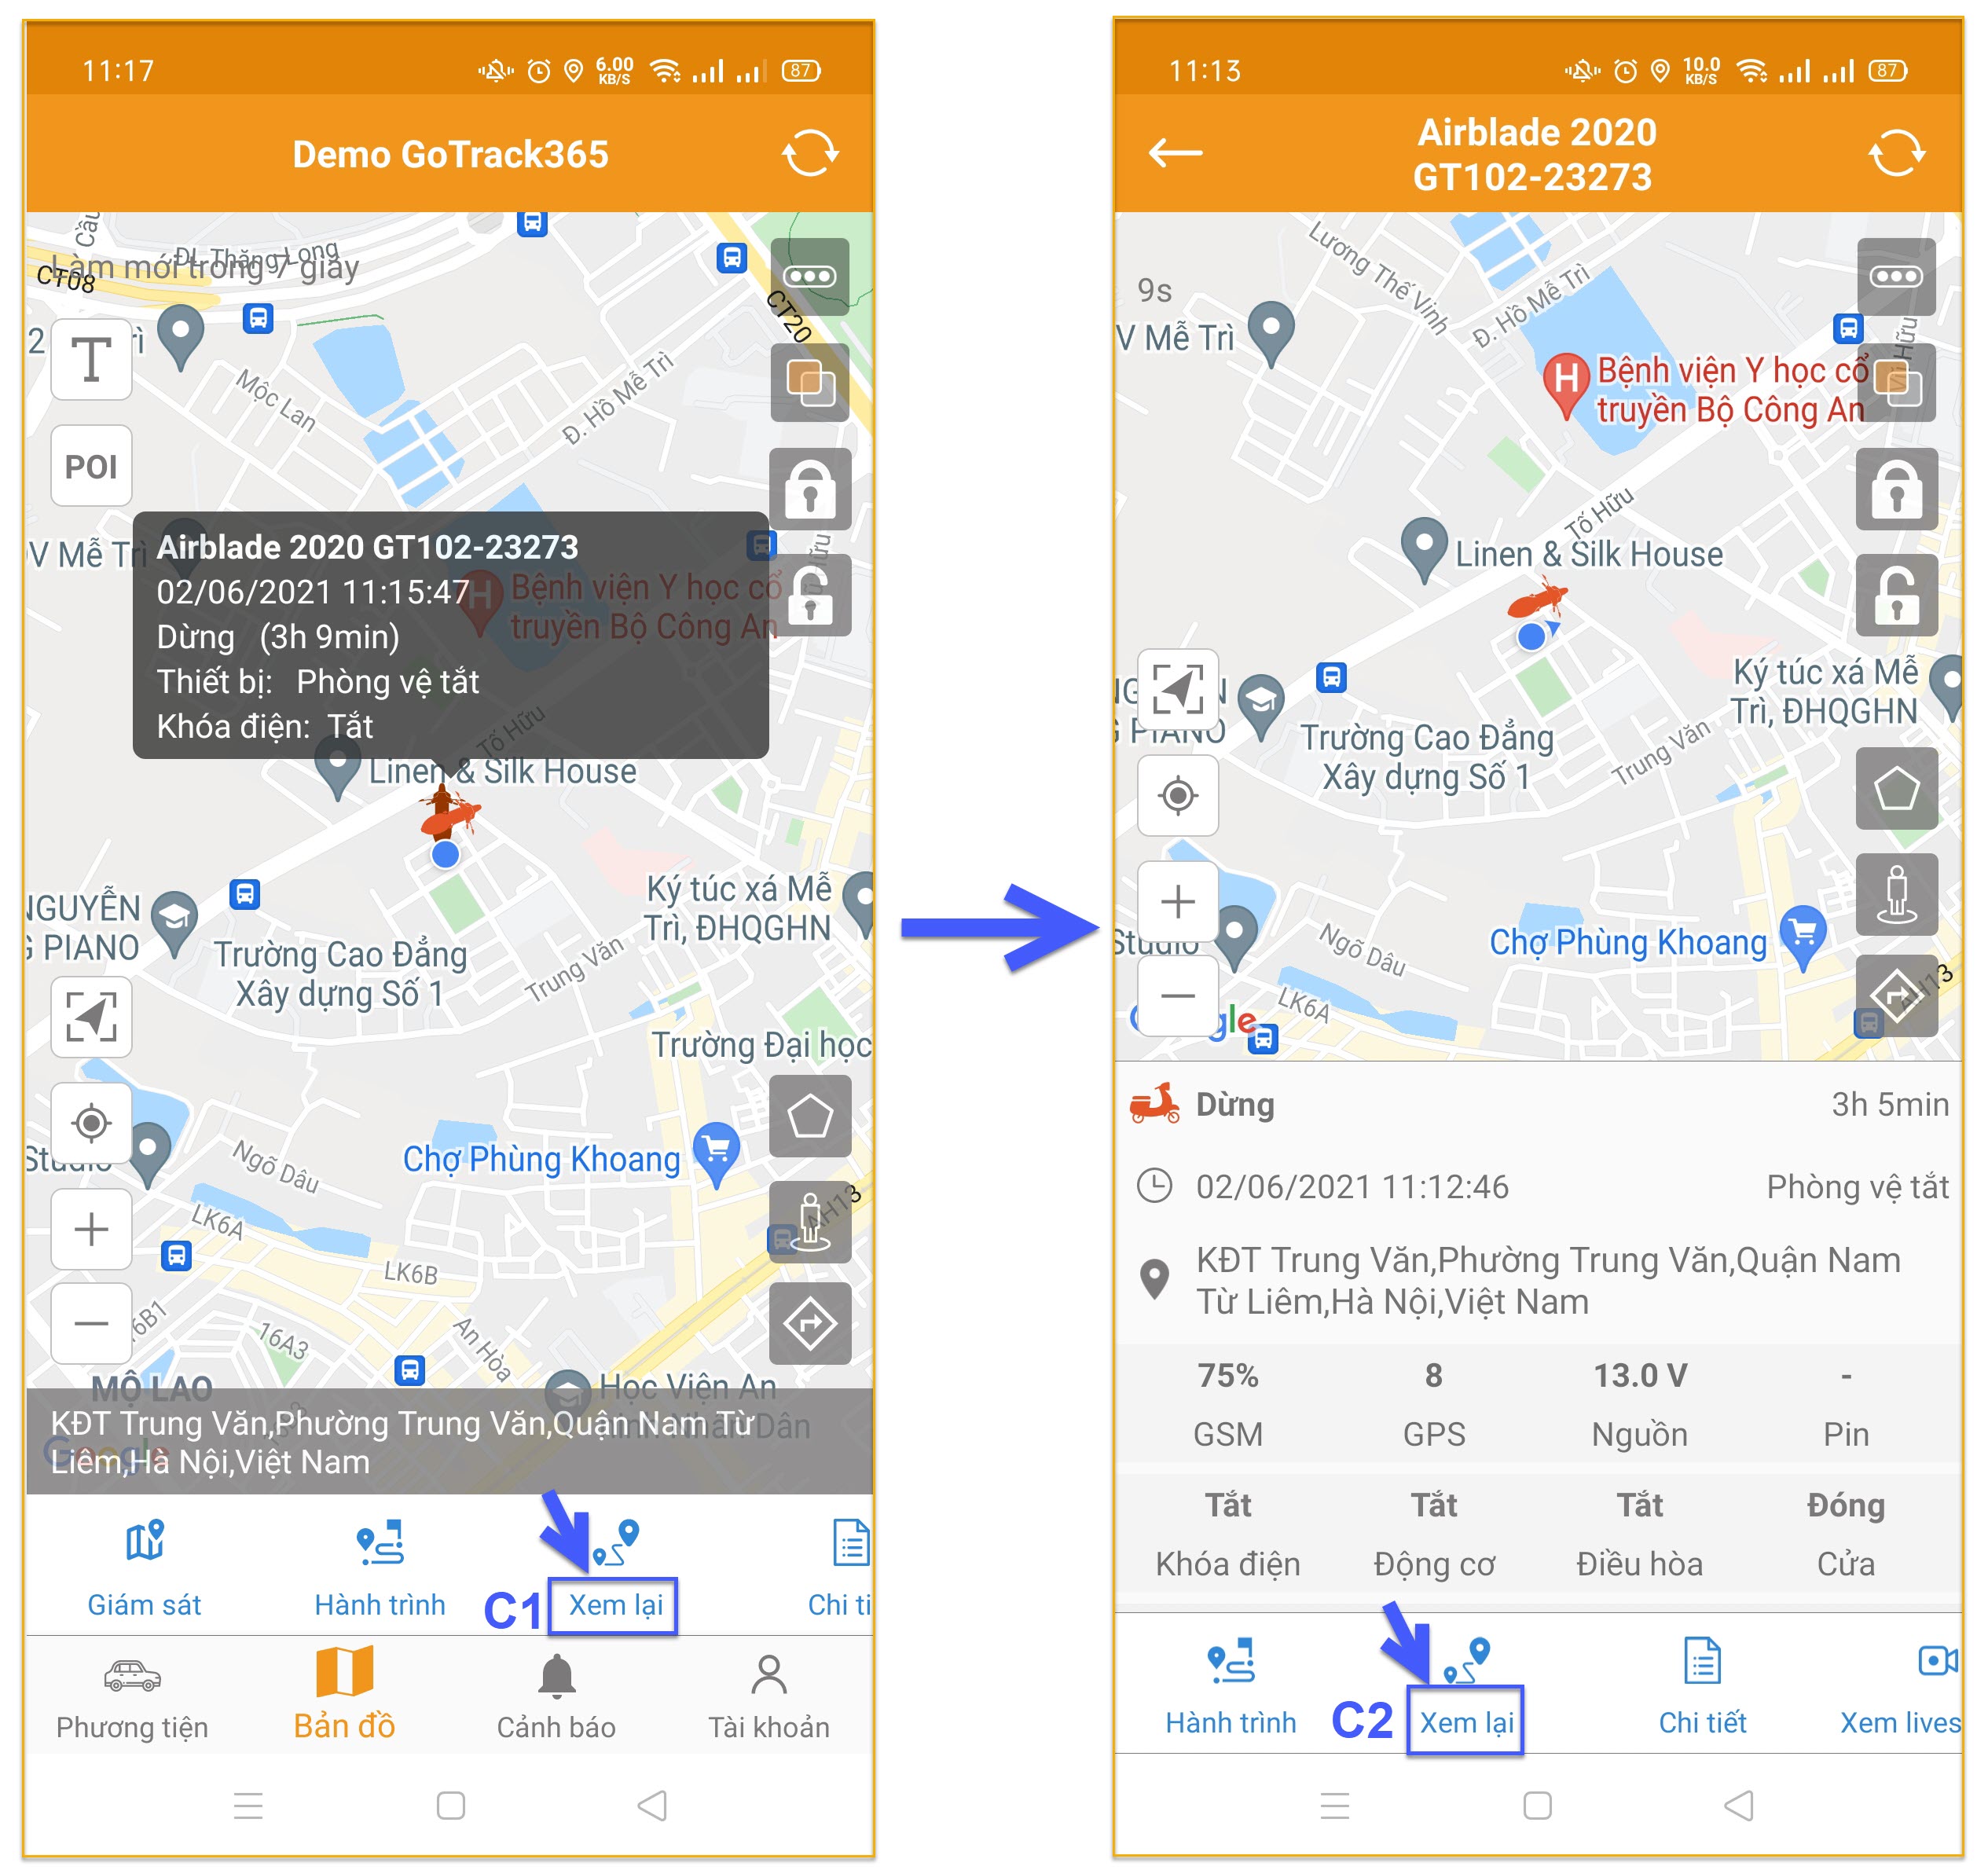 11:17
6.00
KB/S
87
Demo GoTrack365
Cầu
ĐL Thăng Long
Làm mới trong 7 giây
CT08
CT20
T
2
rì
Mộc Lan
Đ. Hồ Mễ Trì
POI
V Mễ Trì
Airblade 2020 GT102-23273
02/06/2021 11:15:47
Dừng (3h 9min)
Thiết bị: Phòng vệ tắt
Khóa điện: Tắt
H
Bệnh viện Y học cổ
truyền Bộ Công An
Hữu
Tố Hữu
Linen & Silk House
NGUYỄN
G PIANO
Ký túc xá Mễ
Trì, ĐHQGHN
Trường Cao Đẳng
Xây dựng Số 1
Trung Văn
Trường Đại học
Studio
Ngõ Dâu
Chợ Phùng Khoang
AH13
LK6A
LK6B
16B1
16A3
An Hòa
MỘ LAO
Học Viện An
Ninh Nhân Dân
KĐT Trung Văn,Phường Trung Văn,Quận Nam Từ
Liêm,Hà Nội,Việt Nam
Google
Giám sát
Hành trình
C1
Xem lại
Chi ti
Phương tiện
Bản đồ
Cảnh báo
Tài khoản
11:13
10.0
KB/S
87
Airblade 2020
GT102-23273
Lương Thế Vinh
Đ. Hồ Mễ Trì
9s
V Mễ Trì
H
Bệnh viện Y học cổ
truyền Bộ Công An
Hữu
Tố Hữu
Linen & Silk House
PIANO
Ký túc xá Mễ
Trì, ĐHQGHN
Trường Cao Đẳng
Xây dựng Số 1
Trung Văn
Studio
Ngõ Dâu
Chợ Phùng Khoang
AH13
LK6A
Google
Dừng
3h 5min
02/06/2021 11:12:46
Phòng vệ tắt
KĐT Trung Văn,Phường Trung Văn,Quận Nam
Từ Liêm,Hà Nội,Việt Nam
75% 8 13.0 V -
GSM GPS Nguồn Pin
Tắt Tắt Tắt Đóng
Khóa điện Động cơ Điều hòa Cửa
Hành trình
C2
Xem lại
Chi tiết
Xem lives